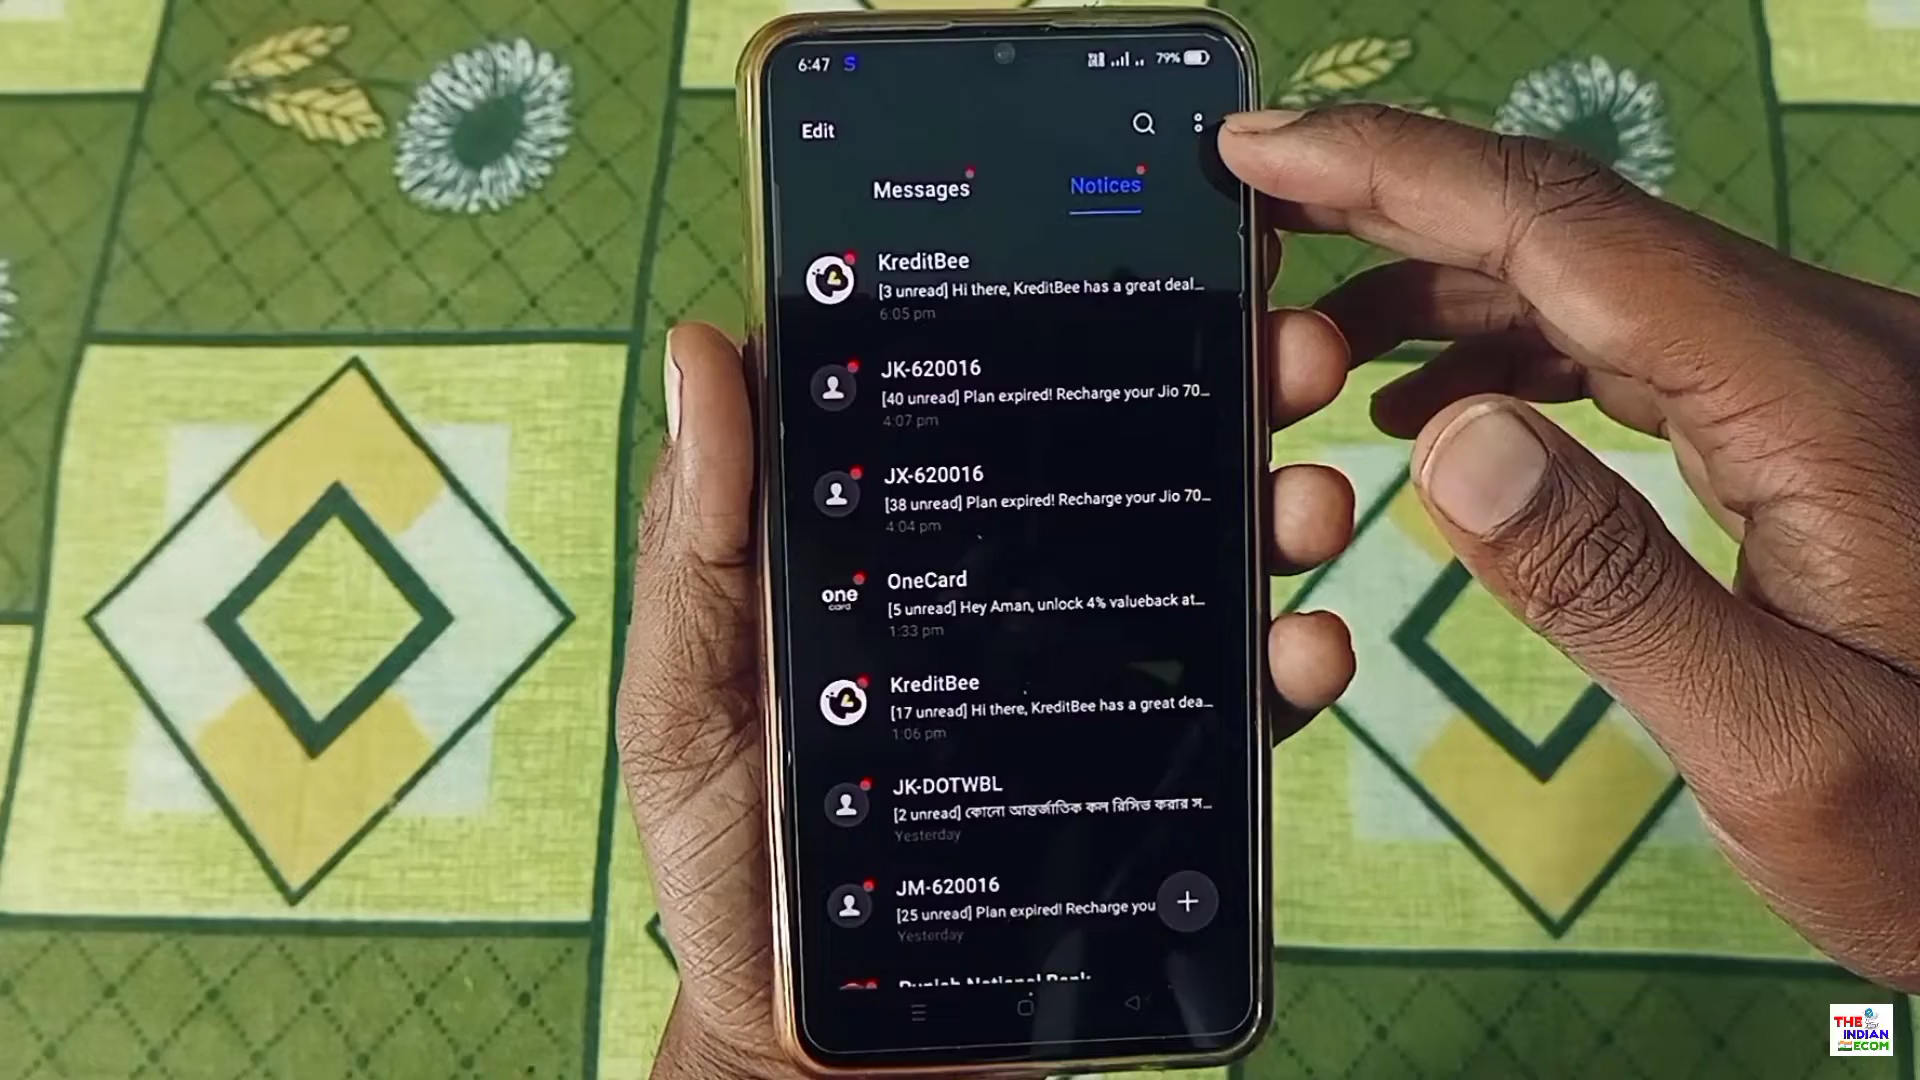 6:47 S 79%
Edit
Messages
Notices
KreditBee
[3 unread] Hi there, KreditBee has a great deal...
6:05 pm
JK-620016
[40 unread] Plan expired! Recharge your Jio 70...
4:07 pm
JX-620016
[38 unread] Plan expired! Recharge your Jio 70...
4:04 pm
one
card
OneCard
[5 unread] Hey Aman, unlock 4% valueback at...
1:33 pm
KreditBee
[17 unread] Hi there, KreditBee has a great dea...
1:06 pm
JK-DOTWBL
[2 unread] কোনো আন্তর্জাতিক কল রিসিভ করার স...
Yesterday
JM-620016
[25 unread] Plan expired! Recharge you
Yesterday
Punjab National Bank
THE
INDIAN
ECOM